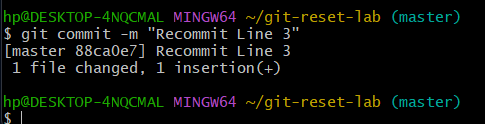 hp@DESKTOP-4NQCMAL MINGW64 ~/git-reset-lab (master)
$ git commit -m "Recommit Line 3"
[master 88ca0e7] Recommit Line 3
 1 file changed, 1 insertion(+)
hp@DESKTOP-4NQCMAL MINGW64 ~/git-reset-lab (master)
$